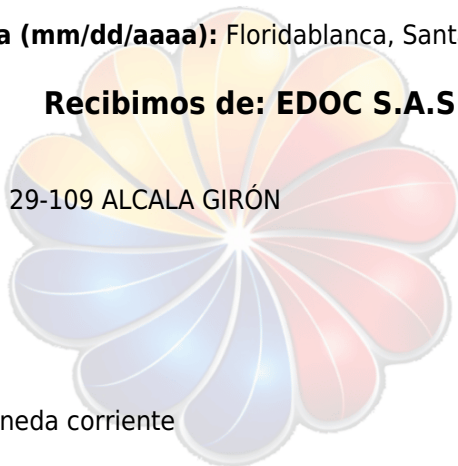 a (mm/dd/aaaa): Floridablanca, Sant
Recibimos de: EDOC S.A.S
29-109 ALCALA GIRÓN
neda corriente